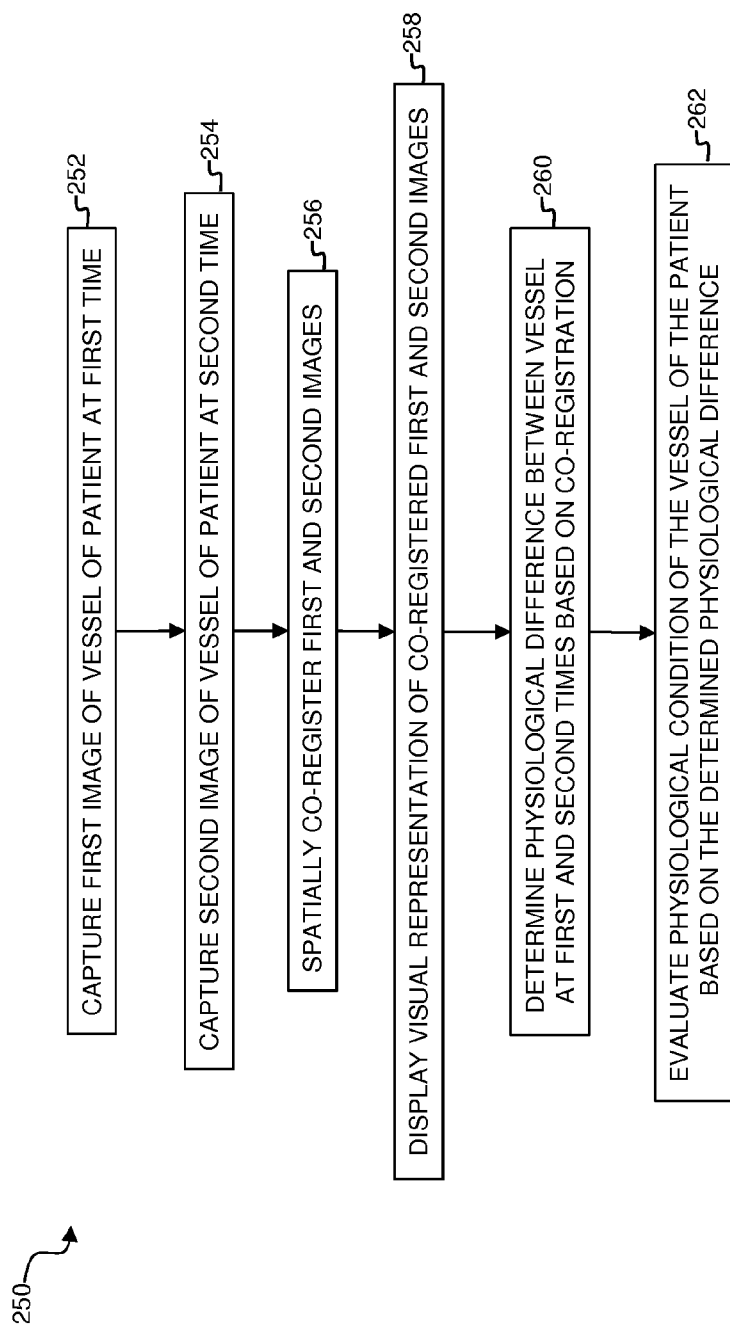 250
CAPTURE FIRST IMAGE OF VESSEL OF PATIENT AT FIRST TIME
252
CAPTURE SECOND IMAGE OF VESSEL OF PATIENT AT SECOND TIME
254
SPATIALLY CO-REGISTER FIRST AND SECOND IMAGES
256
DISPLAY VISUAL REPRESENTATION OF CO-REGISTERED FIRST AND SECOND IMAGES
258
DETERMINE PHYSIOLOGICAL DIFFERENCE BETWEEN VESSEL
AT FIRST AND SECOND TIMES BASED ON CO-REGISTRATION
260
EVALUATE PHYSIOLOGICAL CONDITION OF THE VESSEL OF THE PATIENT
BASED ON THE DETERMINED PHYSIOLOGICAL DIFFERENCE
262